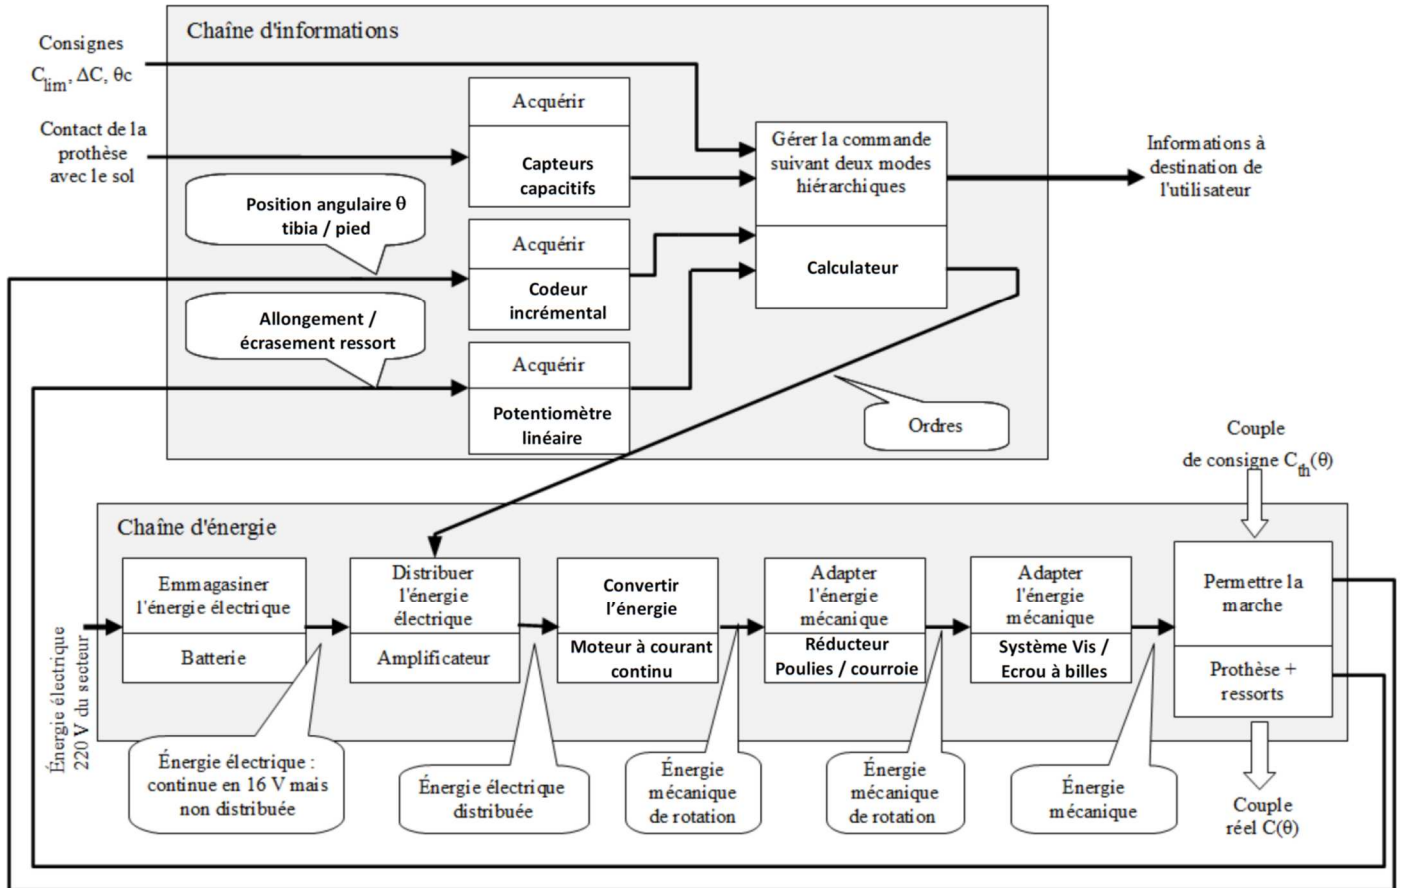 Chaîne d'informations
Consignes
Clim, ΔC, θc
Contact de la
prothèse
avec le sol
Acquérir
Capteurs
capacitifs
Position angulaire θ
tibia / pied
Acquérir
Codeur
incrémental
Allongement /
écrasement ressort
Acquérir
Potentiomètre
linéaire
Gérer la commande
suivant deux modes
hiérarchiques
Calculateur
Informations à
destination de
l'utilisateur
Ordres
Couple
de consigne Cth(θ)
Chaîne d'énergie
Énergie électrique
220 V du secteur
Emmagasiner
l'énergie électrique
Batterie
Distribuer
l'énergie
électrique
Amplificateur
Convertir
l’énergie
Moteur à courant
continu
Adapter
l'énergie
mécanique
Réducteur
Poulies / courroie
Adapter
l'énergie
mécanique
Système Vis /
Ecrou à billes
Permettre la
marche
Prothèse +
ressorts
Énergie électrique :
continue en 16 V mais
non distribuée
Énergie électrique
distribuée
Énergie
mécanique
de rotation
Énergie
mécanique
de rotation
Énergie
mécanique
Couple
réel C(θ)